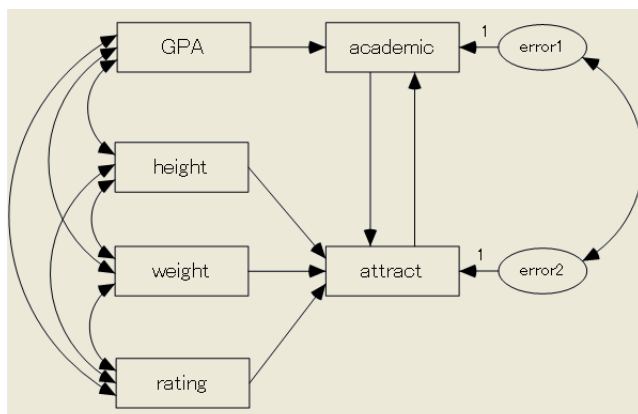 GPA
academic
1
error1
height
weight
attract
1
error2
rating